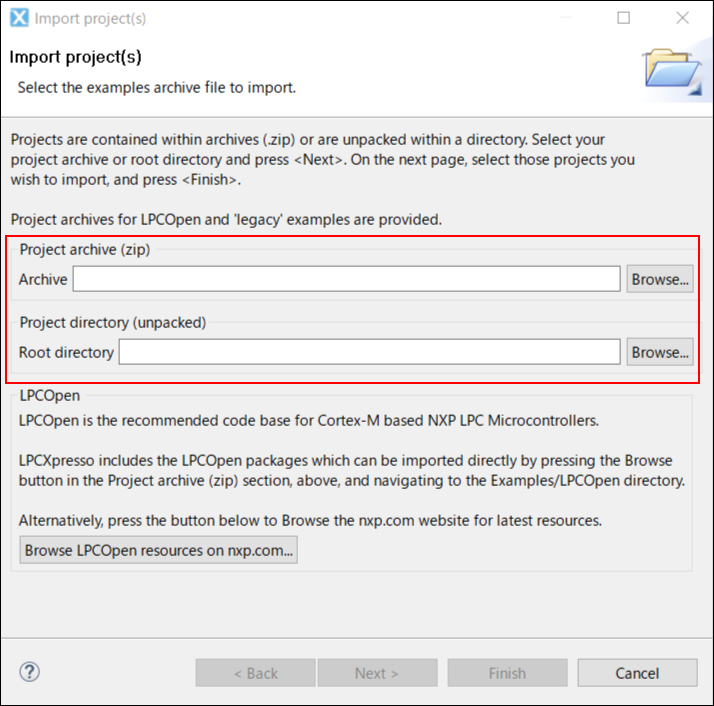 Import project(s)
Import project(s)
Select the examples archive file to import.
Projects are contained within archives (.zip) or are unpacked within a directory. Select your
project archive or root directory and press <Next>. On the next page, select those projects you
wish to import, and press <Finish>.
Project archives for LPCOpen and 'legacy' examples are provided.
Project archive (zip)
Archive Browse...
Project directory (unpacked)
Root directory Browse...
LPCOpen
LPCOpen is the recommended code base for Cortex-M based NXP LPC Microcontrollers.
LPCXpresso includes the LPCOpen packages which can be imported directly by pressing the Browse
button in the Project archive (zip) section, above, and navigating to the Examples/LPCOpen directory.
Alternatively, press the button below to Browse the nxp.com website for latest resources.
Browse LPCOpen resources on nxp.com...
? < Back Next > Finish Cancel